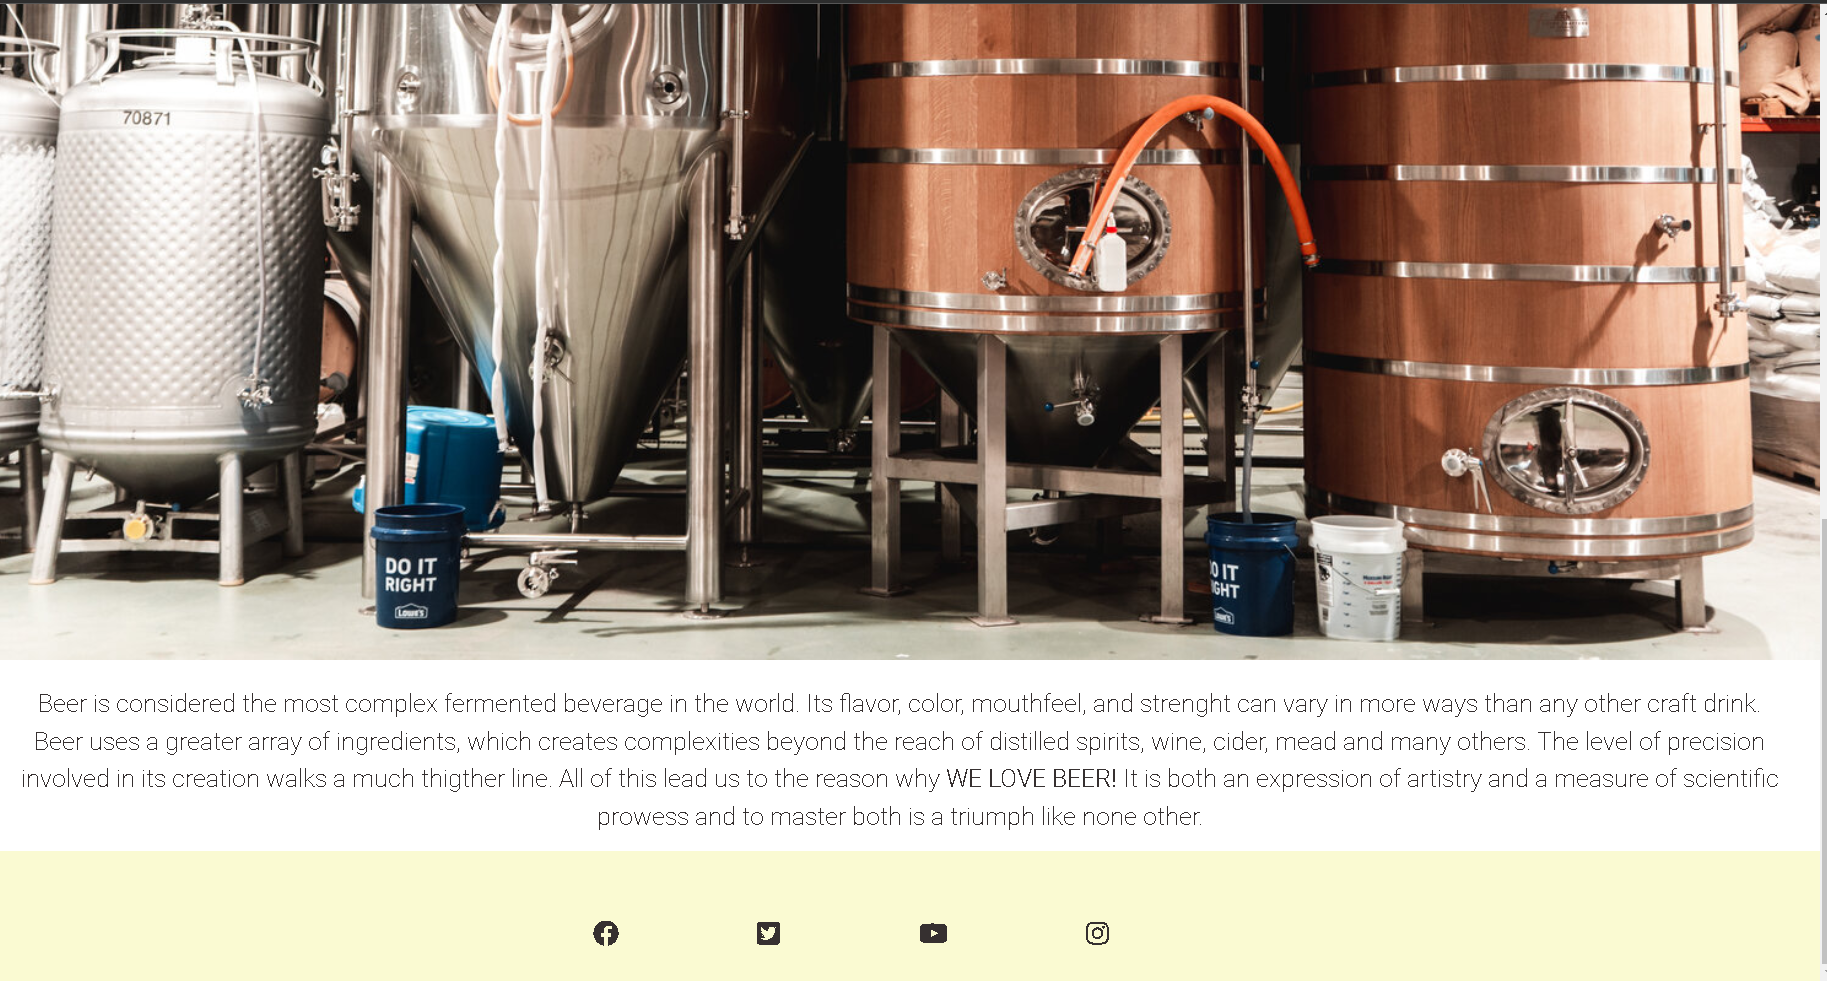 70871
DO IT
RIGHT
LOWE'S
O IT
GHT
Beer is considered the most complex fermented beverage in the world. Its flavor, color, mouthfeel, and strenght can vary in more ways than any other craft drink.
Beer uses a greater array of ingredients, which creates complexities beyond the reach of distilled spirits, wine, cider, mead and many others. The level of precision
involved in its creation walks a much thigther line. All of this lead us to the reason why WE LOVE BEER! It is both an expression of artistry and a measure of scientific
prowess and to master both is a triumph like none other.